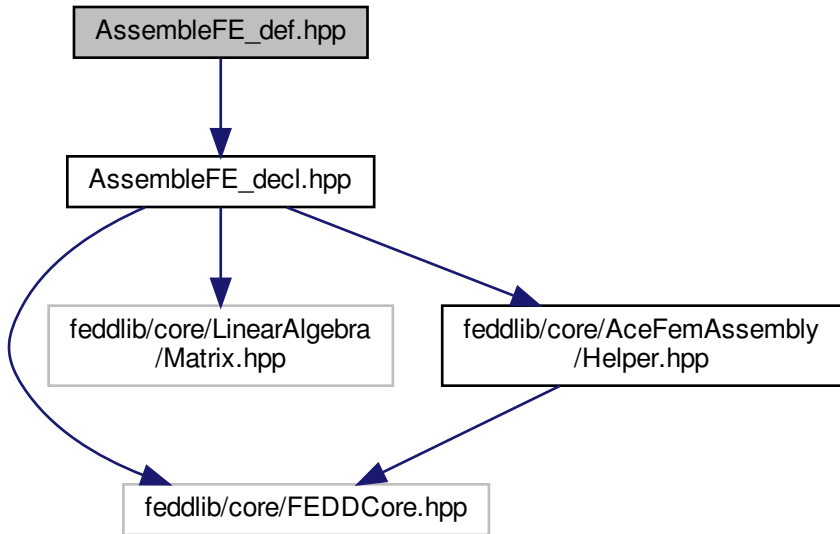 AssembleFE_def.hpp
AssembleFE_decl.hpp
feddlib/core/LinearAlgebra
/Matrix.hpp
feddlib/core/AceFemAssembly
/Helper.hpp
feddlib/core/FEDDCore.hpp